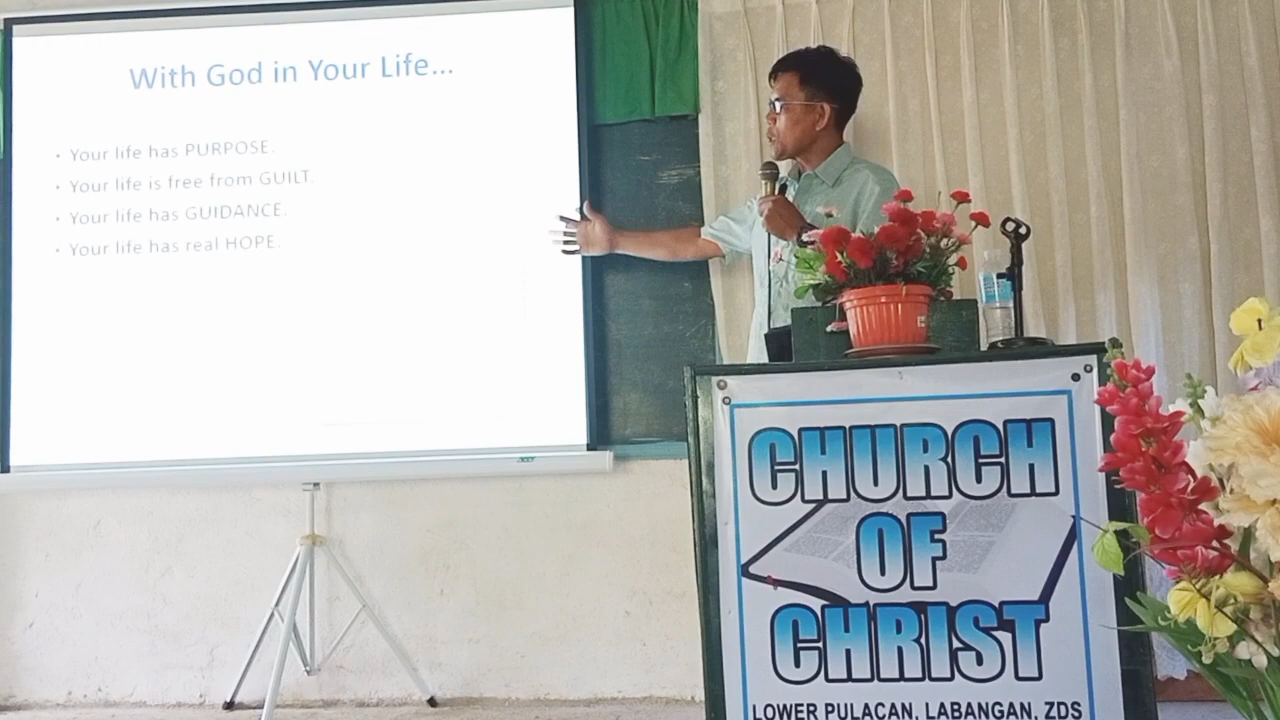 With God in Your Life...
• Your life has PURPOSE.
• Your life is free from GUILT.
• Your life has GUIDANCE.
• Your life has real HOPE.
CHURCH
OF
CHRIST
LOWER PULACAN, LABANGAN, ZDS